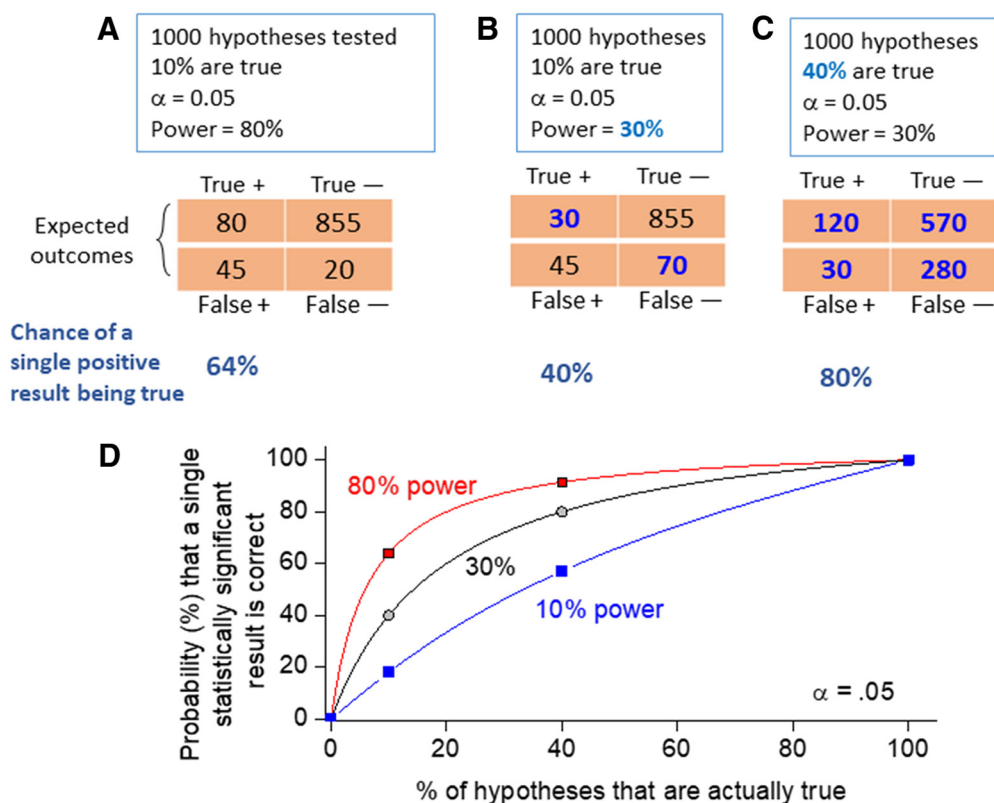 A
1000 hypotheses tested
10% are true
α = 0.05
Power = 80%
True + True —
Expected
outcomes
80 855
45 20
False + False —
Chance of a
single positive
result being true
64%
B
1000 hypotheses
10% are true
α = 0.05
Power = 30%
True + True —
30 855
45 70
False + False —
40%
C
1000 hypotheses
40% are true
α = 0.05
Power = 30%
True + True —
120 570
30 280
False + False —
80%
D
Probability (%) that a single
statistically significant
result is correct
100
80
60
40
20
0
80% power
30%
10% power
α = .05
0 20 40 60 80 100
% of hypotheses that are actually true